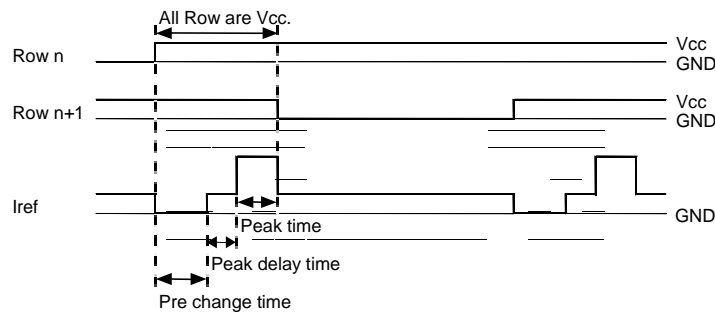 All Row are Vcc.
Row n
Vcc
GND
Row n+1
Vcc
GND
Iref
GND
Peak time
Peak delay time
Pre change time